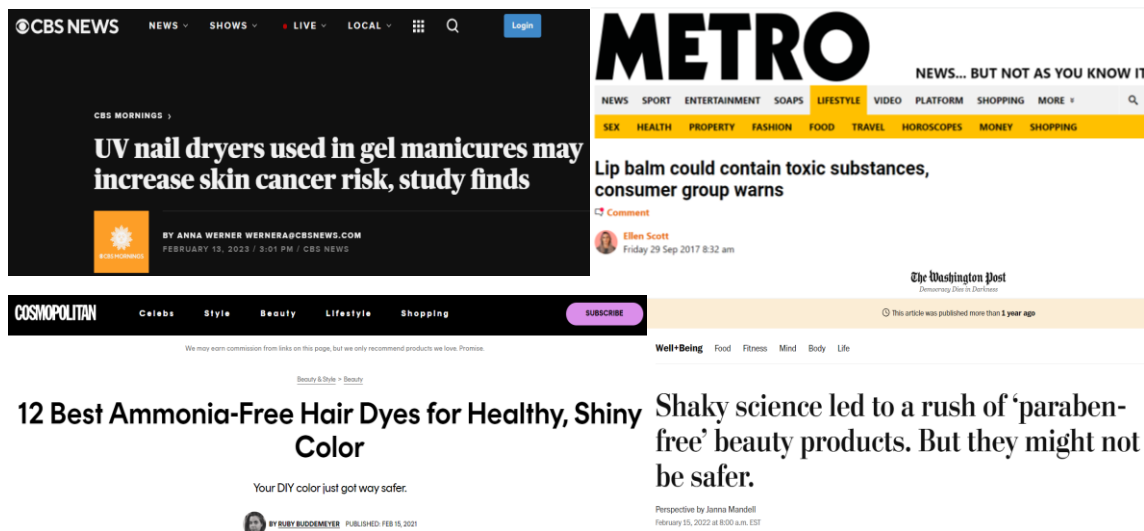 CBS NEWS
NEWS SHOWS LIVE LOCAL Login
CBS MORNINGS
UV nail dryers used in gel manicures may
increase skin cancer risk, study finds
CBS MORNINGS
BY ANNA WERNER WERNERA@CBSNEWS.COM
FEBRUARY 13, 2023 / 3:01 PM / CBS NEWS
METRO
NEWS... BUT NOT AS YOU KNOW IT
NEWS SPORT ENTERTAINMENT SOAPS LIFESTYLE VIDEO PLATFORM SHOPPING MORE
SEX HEALTH PROPERTY FASHION FOOD TRAVEL HOROSCOPES MONEY SHOPPING
Lip balm could contain toxic substances,
consumer group warns
Comment
Ellen Scott
Friday 29 Sep 2017 8:32 am
COSMOPOLITAN Celebs Style Beauty Lifestyle Shopping SUBSCRIBE
We may earn commission from links on this page, but we only recommend products we love. Promise.
Beauty & Style > Beauty
12 Best Ammonia-Free Hair Dyes for Healthy, Shiny
Color
Your DIY color just got way safer.
BY RUBY BUDDEMEYER PUBLISHED: FEB 15, 2021
The Washington Post
Democracy Dies in Darkness
This article was published more than 1 year ago
Well+Being Food Fitness Mind Body Life
Shaky science led to a rush of ‘paraben-
free’ beauty products. But they might not
be safer.
Perspective by Janna Mandell
February 15, 2022 at 8:00 a.m. EST